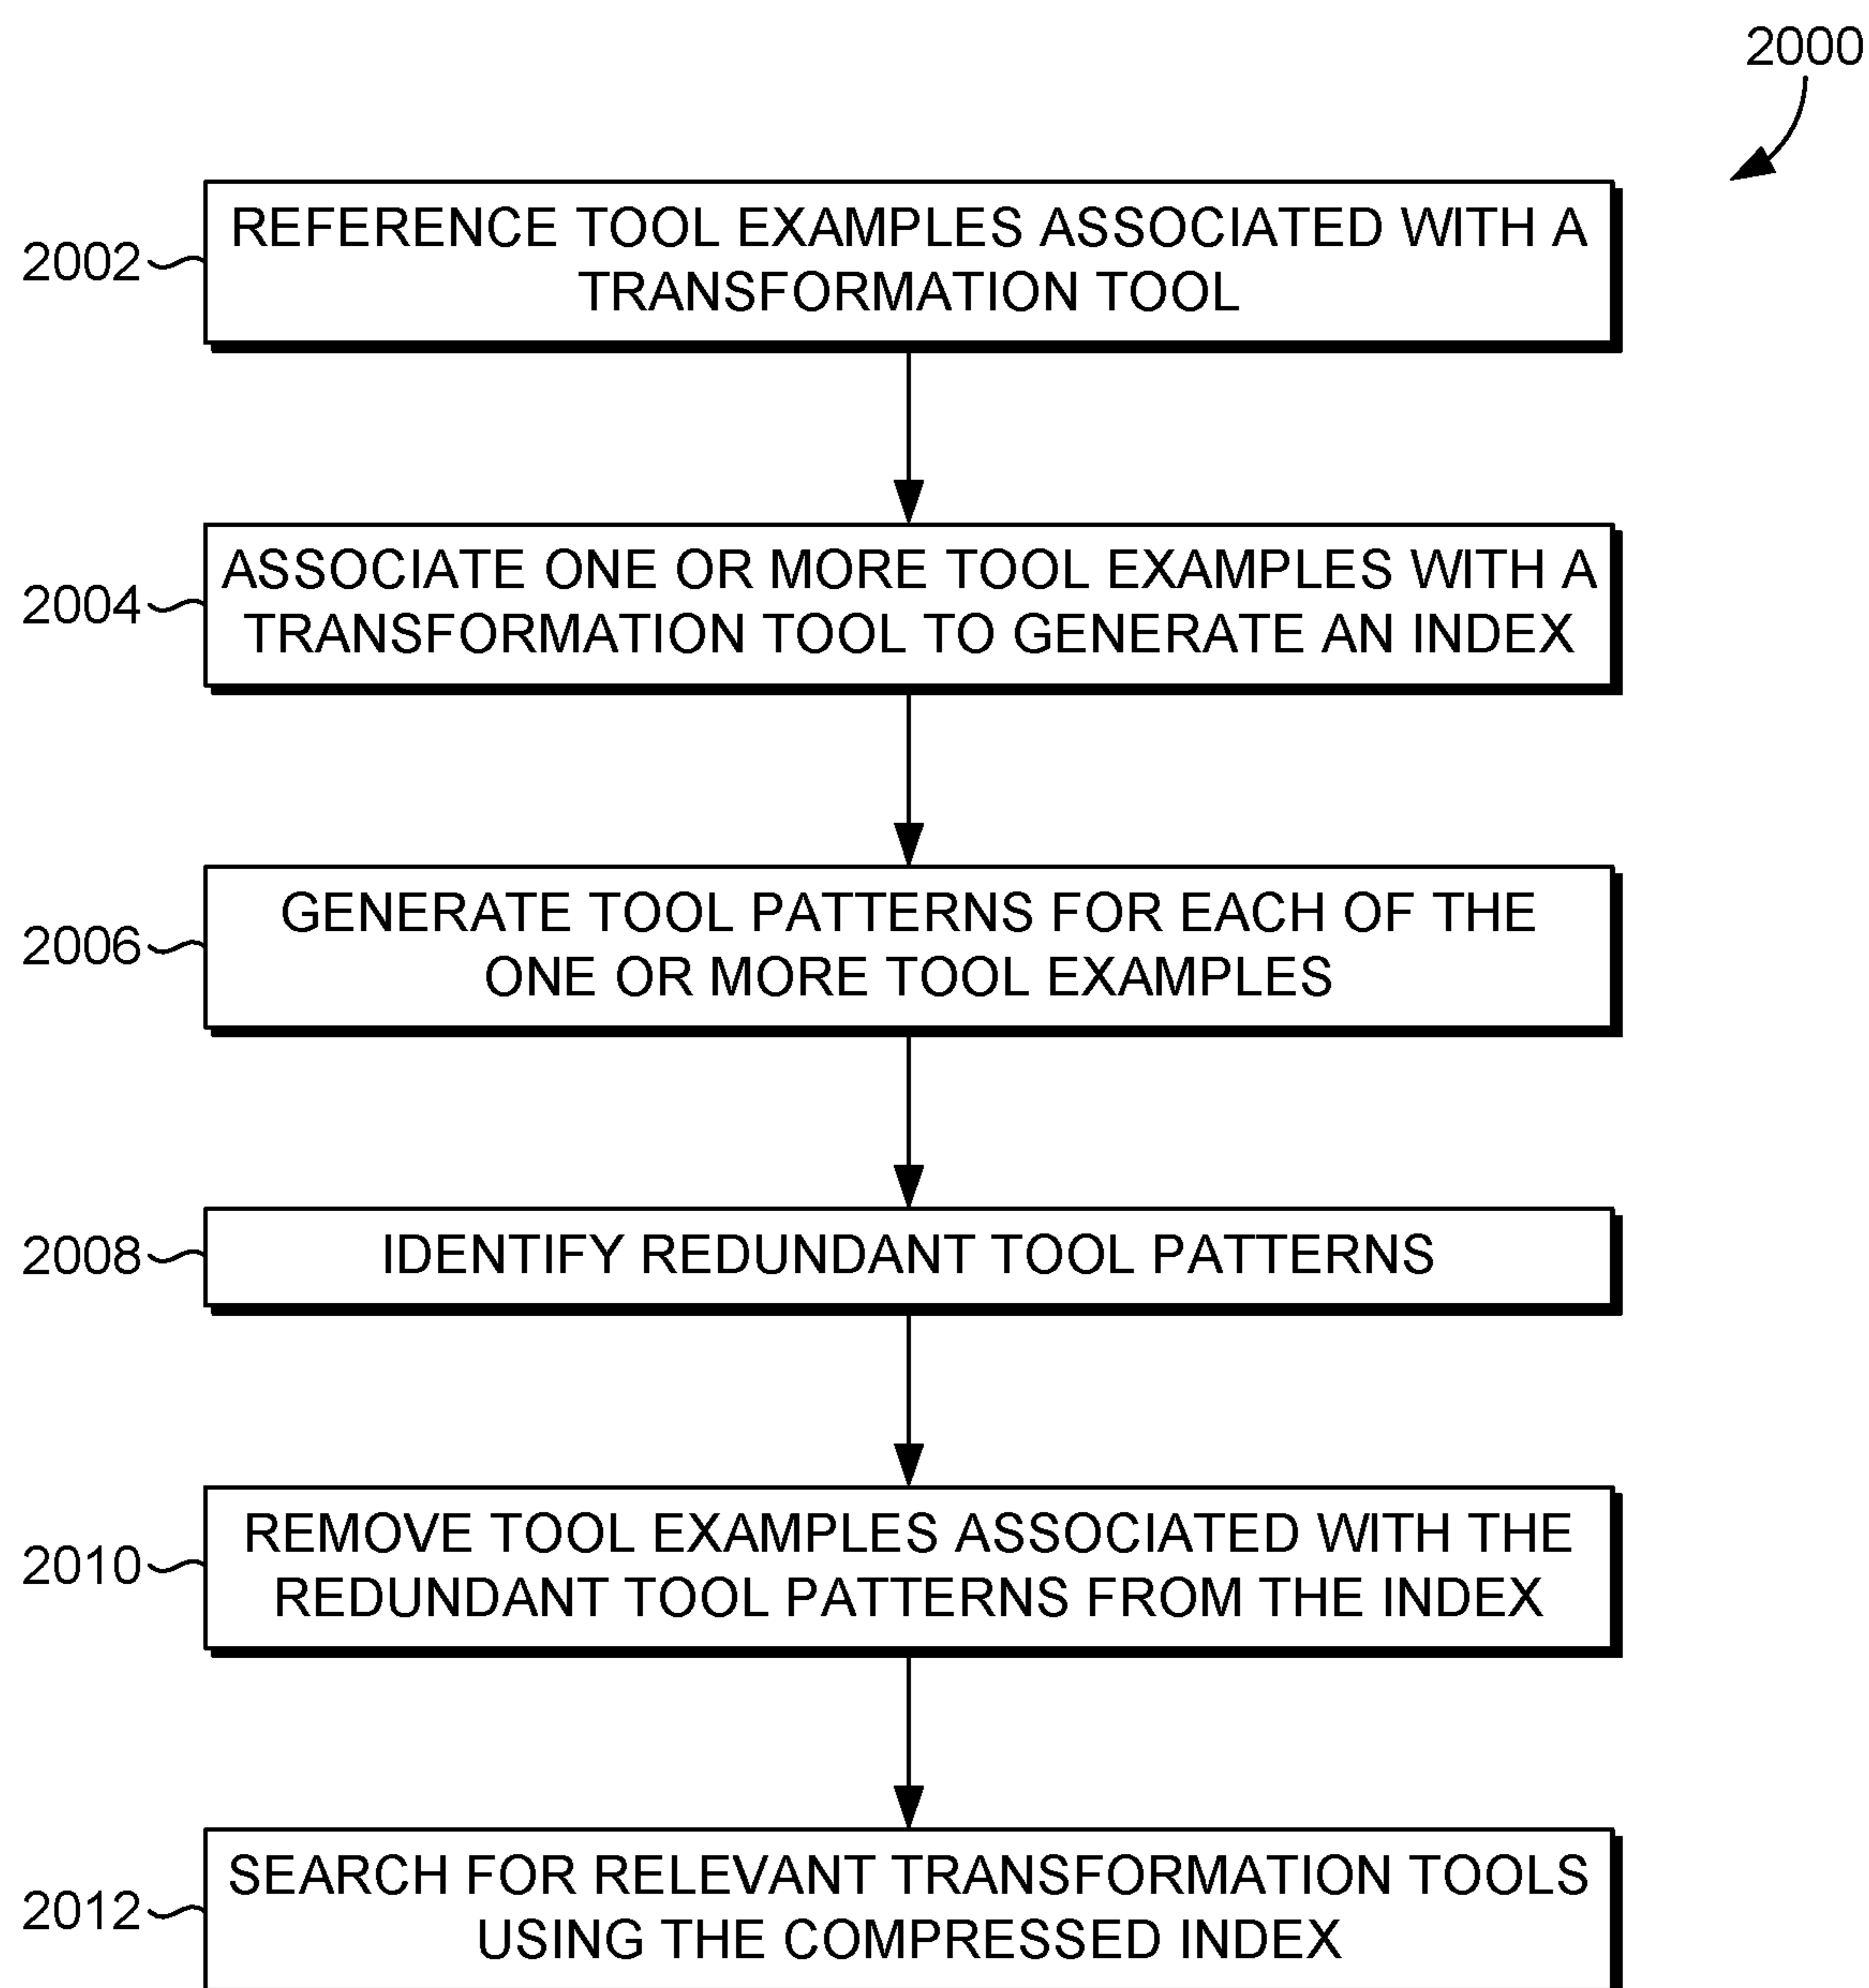 2000
2002
REFERENCE TOOL EXAMPLES ASSOCIATED WITH A
TRANSFORMATION TOOL
2004
ASSOCIATE ONE OR MORE TOOL EXAMPLES WITH A
TRANSFORMATION TOOL TO GENERATE AN INDEX
2006
GENERATE TOOL PATTERNS FOR EACH OF THE
ONE OR MORE TOOL EXAMPLES
2008
IDENTIFY REDUNDANT TOOL PATTERNS
2010
REMOVE TOOL EXAMPLES ASSOCIATED WITH THE
REDUNDANT TOOL PATTERNS FROM THE INDEX
2012
SEARCH FOR RELEVANT TRANSFORMATION TOOLS
USING THE COMPRESSED INDEX